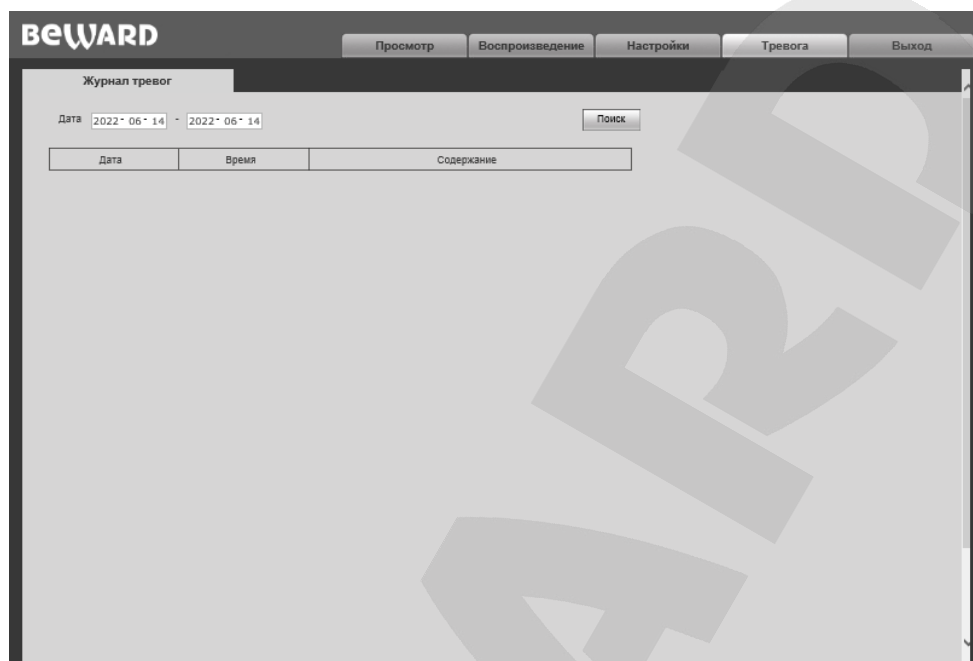 BEWARD
Просмотр Воспроизведение Настройки Тревога Выход
Журнал тревог
Дата 2022- 06- 14 - 2022- 06- 14 Поиск
Дата Время Содержание